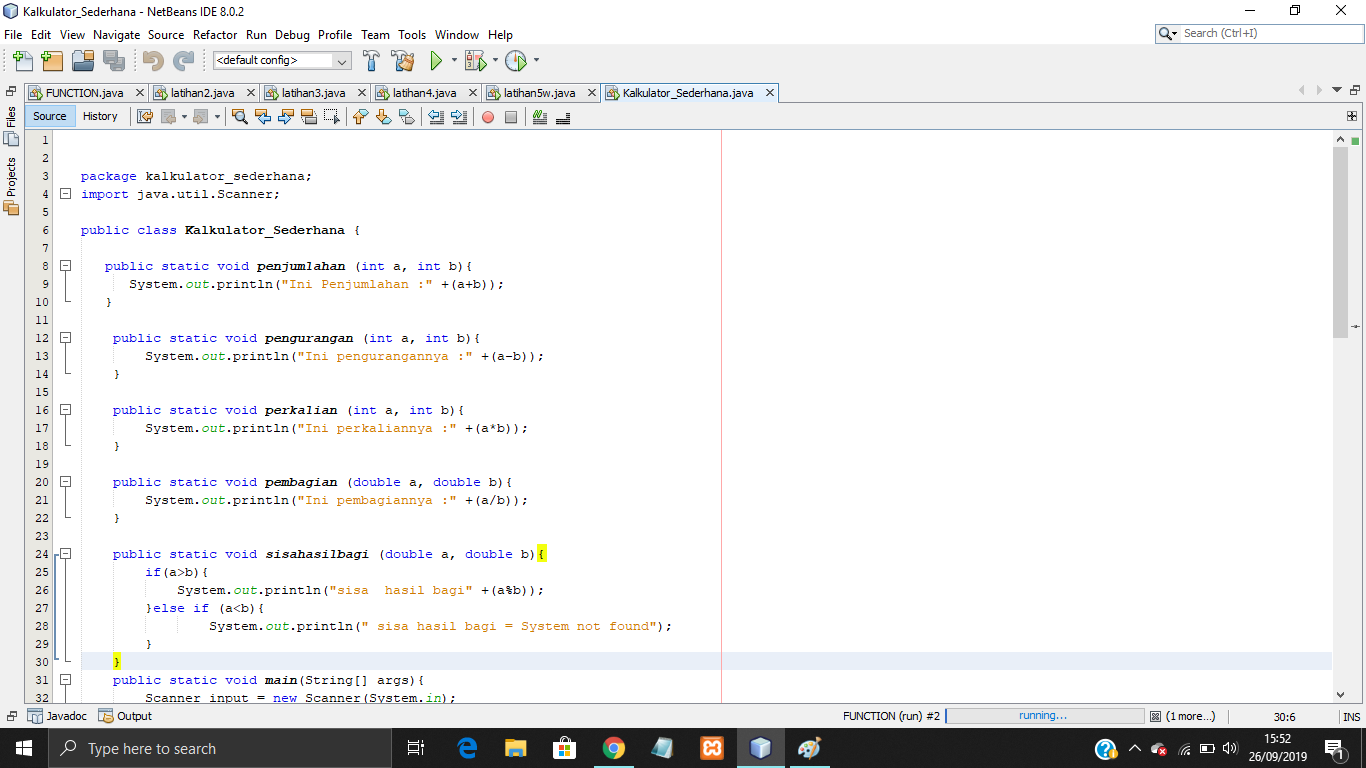 Kalkulator_Sederhana - NetBeans IDE 8.0.2
File Edit View Navigate Source Refactor Run Debug Profile Team Tools Window Help
Search (Ctrl+I)
<default config>
FUNCTION.java latihan2.java latihan3.java latihan4.java latihan5w.java Kalkulator_Sederhana.java
Files
Projects
Source History
1
2
3 package kalkulator_sederhana;
4 import java.util.Scanner;
5
6 public class Kalkulator_Sederhana {
7
8 public static void penjumlahan (int a, int b){
9 System.out.println("Ini Penjumlahan :" +(a+b));
10 }
11
12 public static void pengurangan (int a, int b){
13 System.out.println("Ini pengurangannya :" +(a-b));
14 }
15
16 public static void perkalian (int a, int b){
17 System.out.println("Ini perkaliannya :" +(a*b));
18 }
19
20 public static void pembagian (double a, double b){
21 System.out.println("Ini pembagiannya :" +(a/b));
22 }
23
24 public static void sisahasilbagi (double a, double b){
25 if(a>b){
26 System.out.println("sisa  hasil bagi" +(a%b));
27 }else if (a<b){
28 System.out.println(" sisa hasil bagi = System not found");
29 }
30 }
31 public static void main(String[] args){
32 Scanner input = new Scanner(System.in);
Javadoc Output FUNCTION (run) #2 running... (1 more...) 30:6 INS
Type here to search
15:52
26/09/2019
1